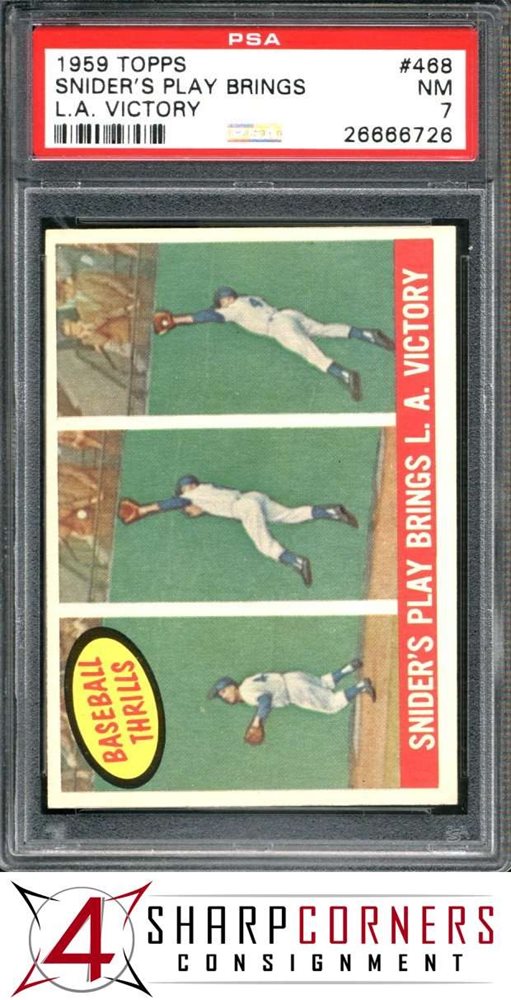 PSA
1959 TOPPS #468
SNIDER'S PLAY BRINGS NM
L.A. VICTORY 7
26666726
BASEBALL
THRILLS
SNIDER'S PLAY BRINGS L. A. VICTORY
4 SHARPCORNERS
CONSIGNMENT